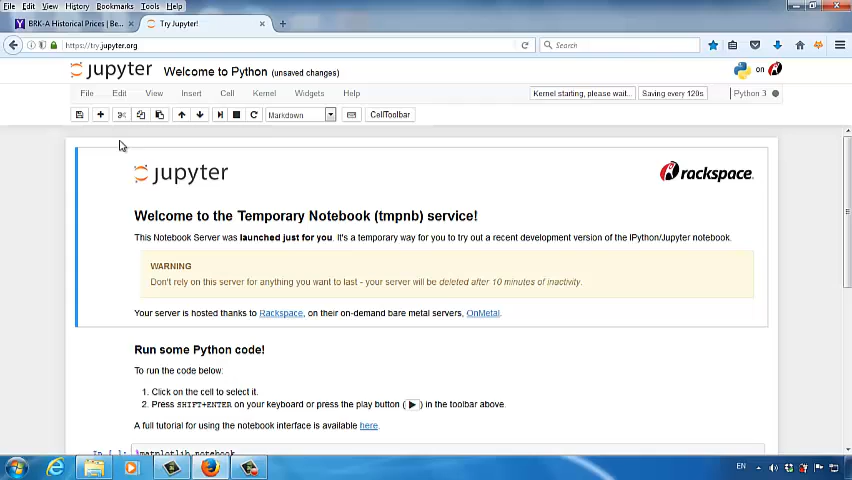 File Edit View History Bookmarks Tools Help
BRK-A Historical Prices | Be...
Try Jupyter!
https://try.jupyter.org
Search
jupyter Welcome to Python (unsaved changes)
on
File Edit View Insert Cell Kernel Widgets Help
Kernel starting, please wait...
Saving every 120s
Python 3
Markdown
CellToolbar
jupyter
rackspace.
Welcome to the Temporary Notebook (tmpnb) service!
This Notebook Server was launched just for you. It's a temporary way for you to try out a recent development version of the IPython/Jupyter notebook.
WARNING
Don't rely on this server for anything you want to last - your server will be deleted after 10 minutes of inactivity.
Your server is hosted thanks to Rackspace, on their on-demand bare metal servers, OnMetal.
Run some Python code!
To run the code below:
1. Click on the cell to select it.
2. Press SHIFT+ENTER on your keyboard or press the play button (▶) in the toolbar above.
A full tutorial for using the notebook interface is available here.
In [ ]: %matplotlib notebook
EN